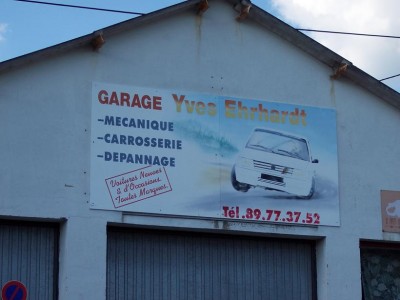 GARAGE Yves Ehrhardt
-MECANIQUE
-CARROSSERIE
-DEPANNAGE
Voitures Neuves
& d'Occasions
Toutes Marques.
Tél.89.77.37.52